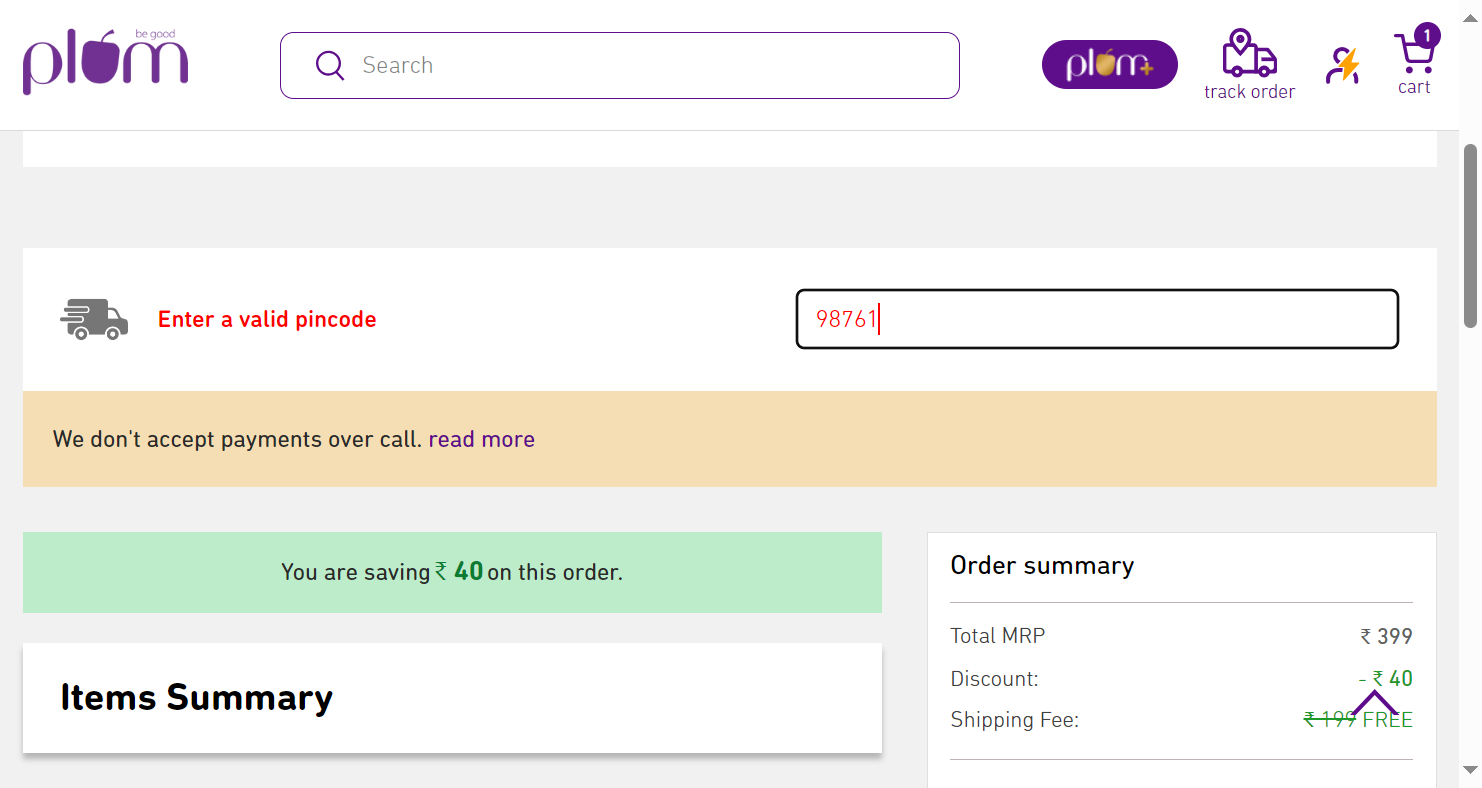 be good
plum
Search
plum+
track order
1
cart
Enter a valid pincode
98761
We don't accept payments over call. read more
You are saving ₹ 40 on this order.
Order summary
Total MRP ₹ 399
Discount: - ₹ 40
Shipping Fee: ₹ 199 FREE
Items Summary